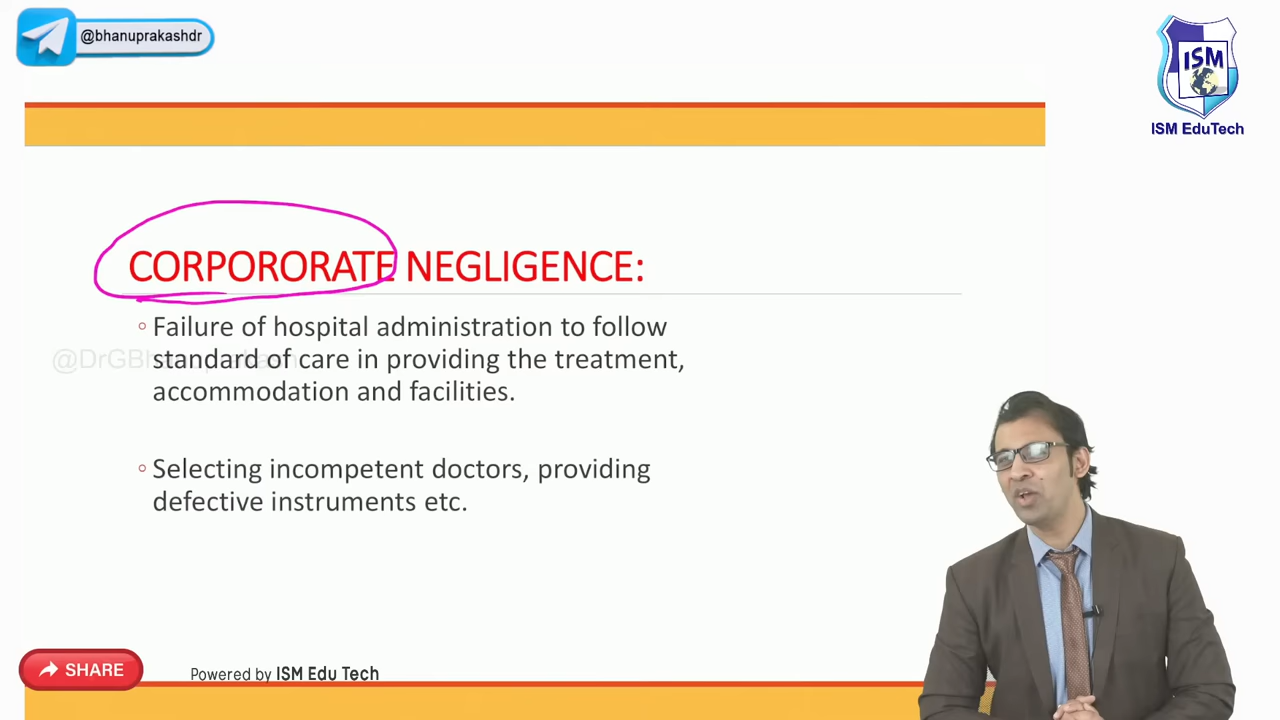 @bhanuprakashdr
ISM
ISM EduTech
CORPORORATE NEGLIGENCE:
◦ Failure of hospital administration to follow
standard of care in providing the treatment,
accommodation and facilities.
◦ Selecting incompetent doctors, providing
defective instruments etc.
SHARE
Powered by ISM Edu Tech